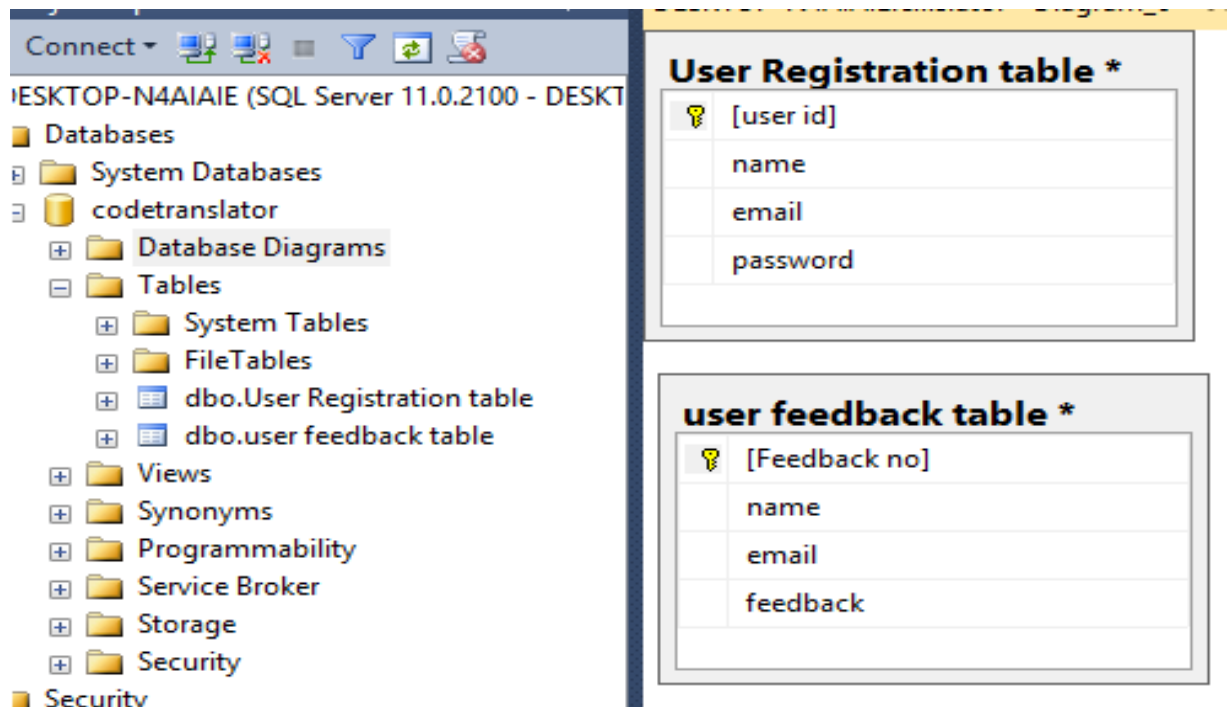 Connect
DESKTOP-N4AIAIE (SQL Server 11.0.2100 - DESKT
Databases
System Databases
codetranslator
Database Diagrams
Tables
System Tables
FileTables
dbo.User Registration table
dbo.user feedback table
Views
Synonyms
Programmability
Service Broker
Storage
Security
Security
User Registration table *
[user id]
name
email
password
user feedback table *
[Feedback no]
name
email
feedback